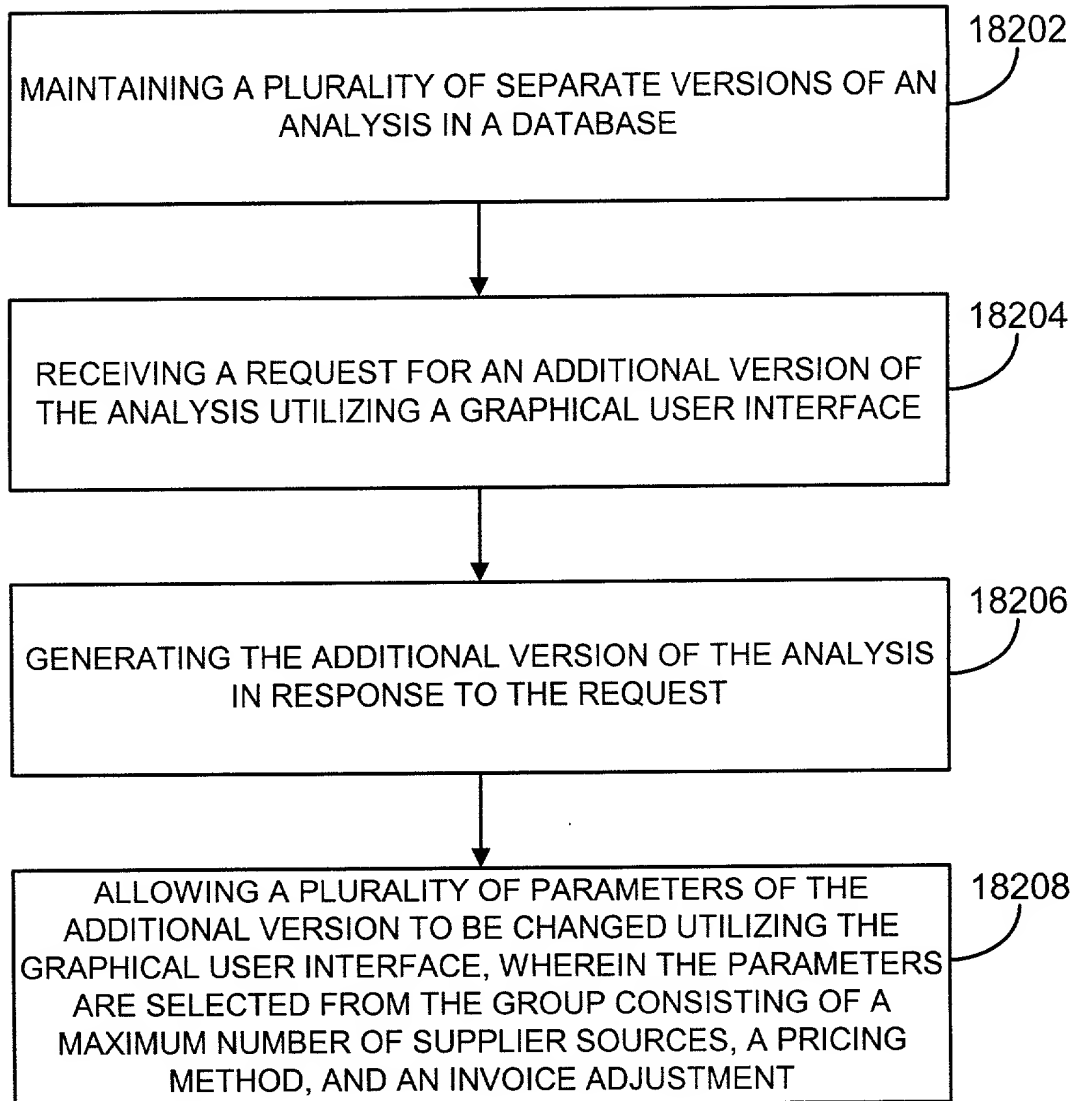 18202
MAINTAINING A PLURALITY OF SEPARATE VERSIONS OF AN
ANALYSIS IN A DATABASE
18204
RECEIVING A REQUEST FOR AN ADDITIONAL VERSION OF
THE ANALYSIS UTILIZING A GRAPHICAL USER INTERFACE
18206
GENERATING THE ADDITIONAL VERSION OF THE ANALYSIS
IN RESPONSE TO THE REQUEST
18208
ALLOWING A PLURALITY OF PARAMETERS OF THE
ADDITIONAL VERSION TO BE CHANGED UTILIZING THE
GRAPHICAL USER INTERFACE, WHEREIN THE PARAMETERS
ARE SELECTED FROM THE GROUP CONSISTING OF A
MAXIMUM NUMBER OF SUPPLIER SOURCES, A PRICING
METHOD, AND AN INVOICE ADJUSTMENT